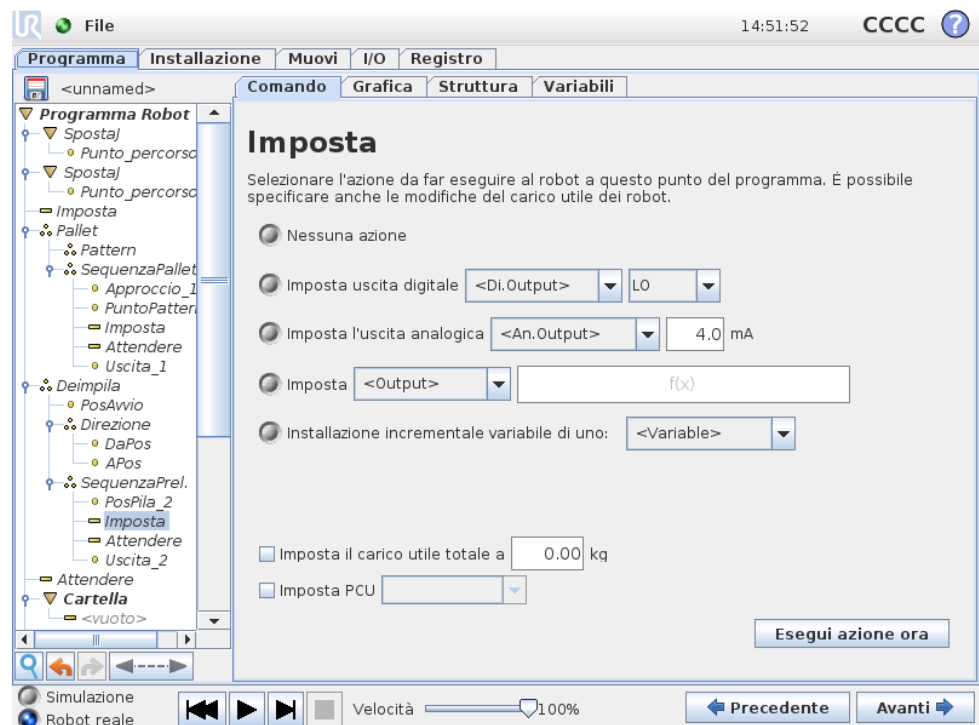 UR File 14:51:52 CCCC ?
Programma Installazione Muovi I/O Registro
<unnamed> Comando Grafica Struttura Variabili
Programma Robot
SpostaJ
Punto_percorso
SpostaJ
Punto_percorso
Imposta
Pallet
Pattern
SequenzaPallet
Approccio_1
PuntoPattern
Imposta
Attendere
Uscita_1
Deimpila
PosAvvio
Direzione
DaPos
APos
SequenzaPrel.
PosPila_2
Imposta
Attendere
Uscita_2
Attendere
Cartella
<vuoto>
Imposta
Selezionare l'azione da far eseguire al robot a questo punto del programma. É possibile
specificare anche le modifiche del carico utile dei robot.
Nessuna azione
Imposta uscita digitale <Di.Output> LO
Imposta l'uscita analogica <An.Output> 4.0 mA
Imposta <Output> f(x)
Installazione incrementale variabile di uno: <Variable>
Imposta il carico utile totale a 0.00 kg
Imposta PCU
Esegui azione ora
Simulazione
Robot reale
Velocità 100%
Precedente Avanti